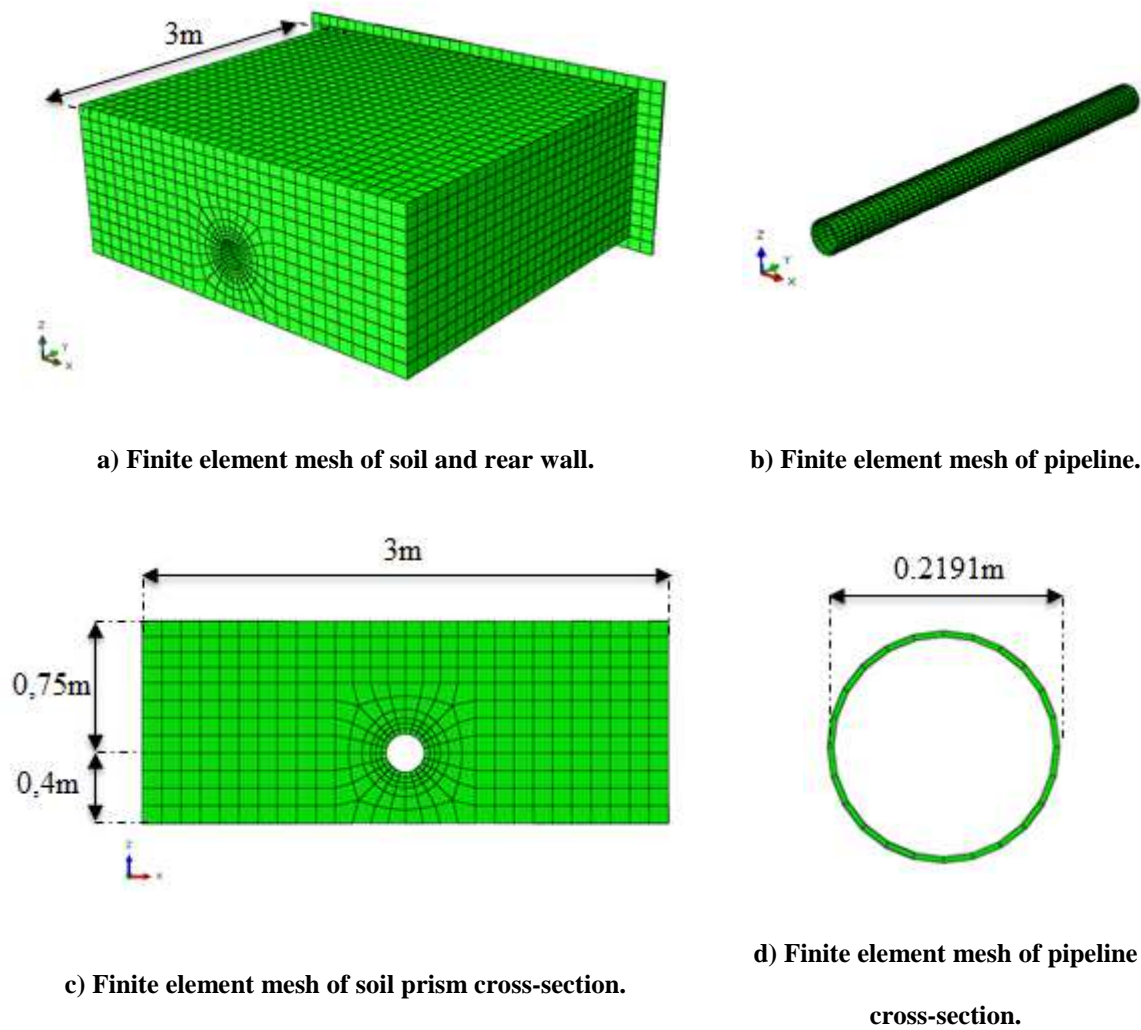 3m
Z
Y
X
Z
Y
X
a) Finite element mesh of soil and rear wall.
b) Finite element mesh of pipeline.
3m
0.2191m
0,75m
0,4m
Z
X
c) Finite element mesh of soil prism cross-section.
d) Finite element mesh of pipeline
cross-section.